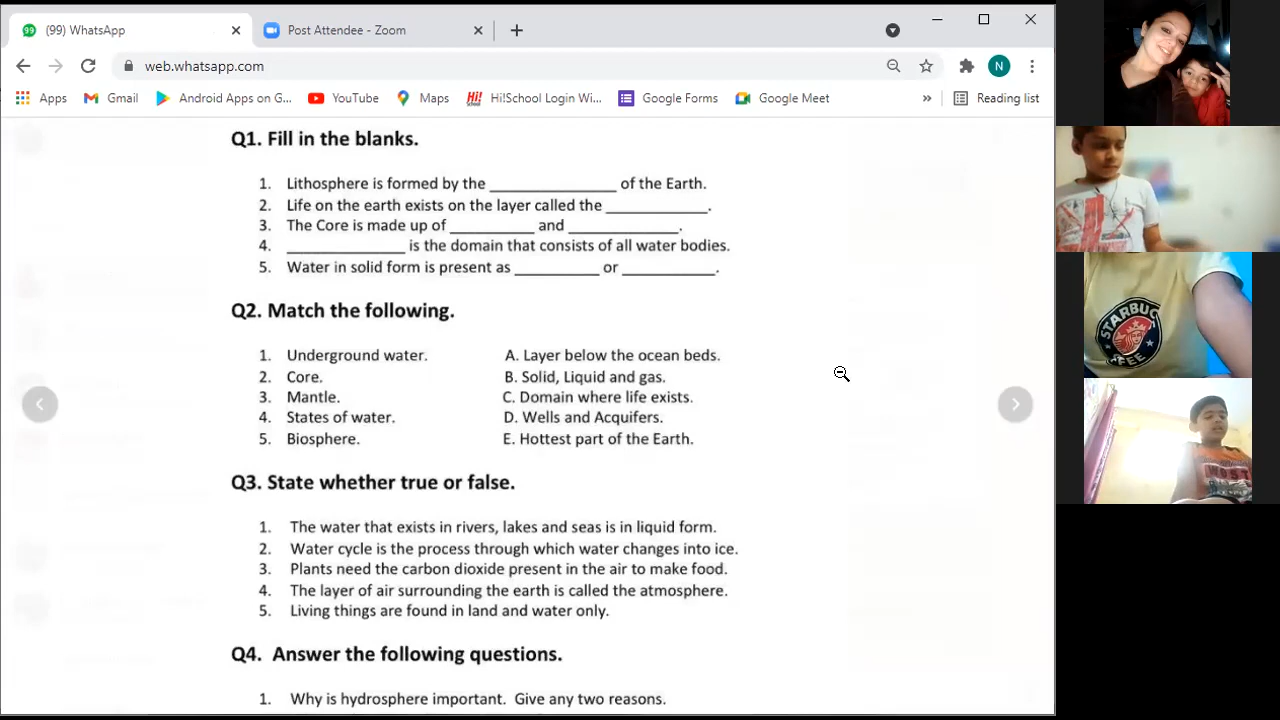 (99) WhatsApp
Post Attendee - Zoom
web.whatsapp.com
N
Apps
Gmail
Android Apps on G...
YouTube
Maps
Hi!School Login Wi...
Google Forms
Google Meet
Reading list
Q1. Fill in the blanks.
1. Lithosphere is formed by the _______________ of the Earth.
2. Life on the earth exists on the layer called the ____________.
3. The Core is made up of __________ and _____________.
4. ______________ is the domain that consists of all water bodies.
5. Water in solid form is present as __________ or ___________.
Q2. Match the following.
1. Underground water. A. Layer below the ocean beds.
2. Core. B. Solid, Liquid and gas.
3. Mantle. C. Domain where life exists.
4. States of water. D. Wells and Acquifers.
5. Biosphere. E. Hottest part of the Earth.
Q3. State whether true or false.
1. The water that exists in rivers, lakes and seas is in liquid form.
2. Water cycle is the process through which water changes into ice.
3. Plants need the carbon dioxide present in the air to make food.
4. The layer of air surrounding the earth is called the atmosphere.
5. Living things are found in land and water only.
Q4. Answer the following questions.
1. Why is hydrosphere important. Give any two reasons.
STARBUC